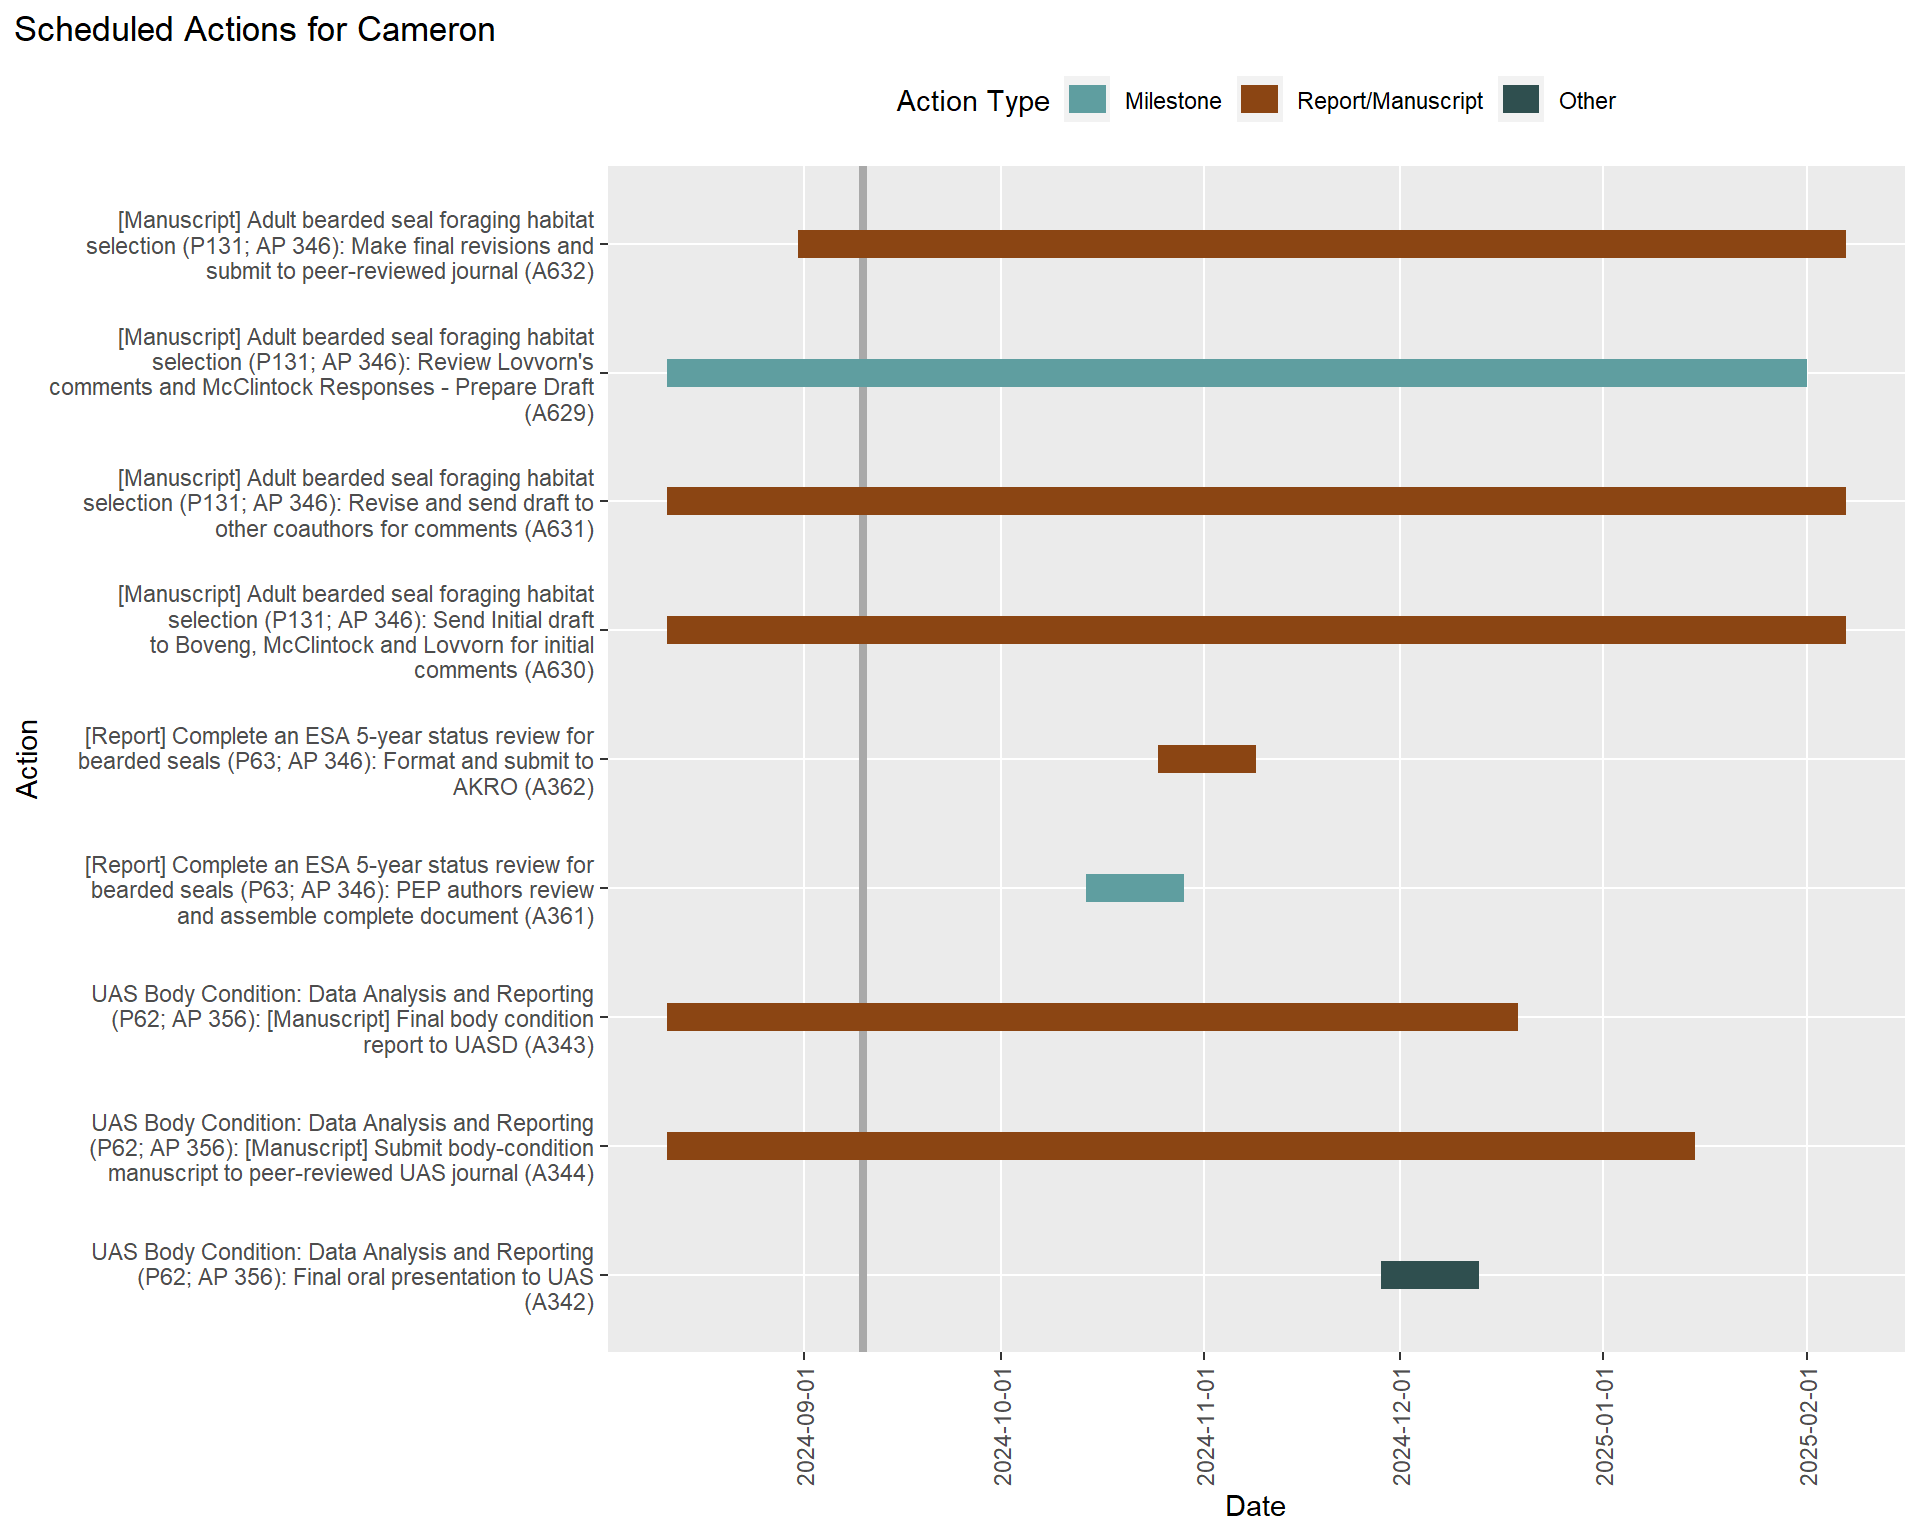 Scheduled Actions for Cameron
Action Type
Milestone
Report/Manuscript
Other
[Manuscript] Adult bearded seal foraging habitat
selection (P131; AP 346): Make final revisions and
submit to peer-reviewed journal (A632)
[Manuscript] Adult bearded seal foraging habitat
selection (P131; AP 346): Review Lovvorn's
comments and McClintock Responses - Prepare Draft
(A629)
[Manuscript] Adult bearded seal foraging habitat
selection (P131; AP 346): Revise and send draft to
other coauthors for comments (A631)
[Manuscript] Adult bearded seal foraging habitat
selection (P131; AP 346): Send Initial draft
to Boveng, McClintock and Lovvorn for initial
comments (A630)
[Report] Complete an ESA 5-year status review for
bearded seals (P63; AP 346): Format and submit to
AKRO (A362)
[Report] Complete an ESA 5-year status review for
bearded seals (P63; AP 346): PEP authors review
and assemble complete document (A361)
UAS Body Condition: Data Analysis and Reporting
(P62; AP 356): [Manuscript] Final body condition
report to UASD (A343)
UAS Body Condition: Data Analysis and Reporting
(P62; AP 356): [Manuscript] Submit body-condition
manuscript to peer-reviewed UAS journal (A344)
UAS Body Condition: Data Analysis and Reporting
(P62; AP 356): Final oral presentation to UAS
(A342)
Action
2024-09-01
2024-10-01
2024-11-01
2024-12-01
2025-01-01
2025-02-01
Date